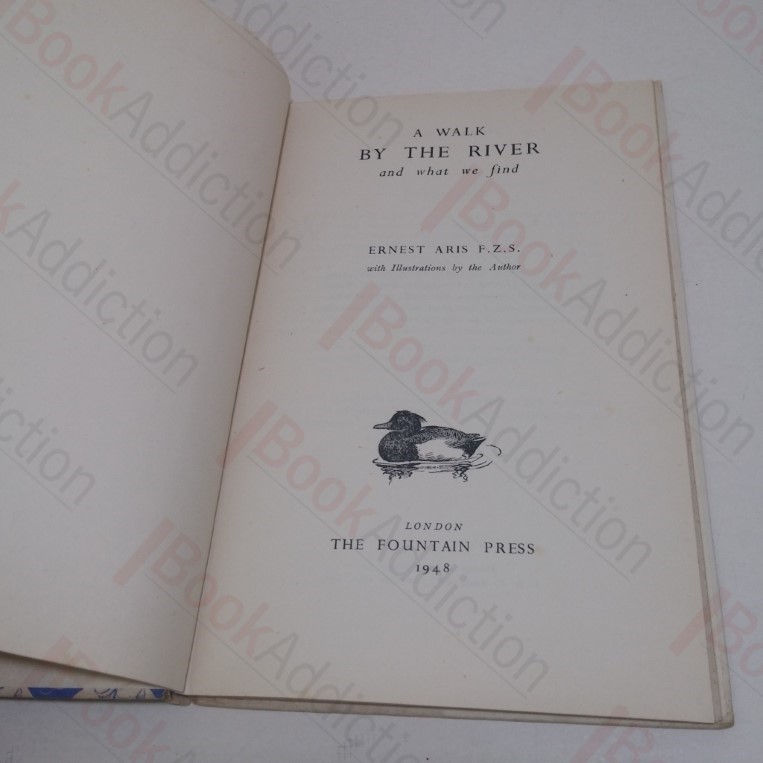 A WALK
BY THE RIVER
and what we find
ERNEST ARIS F.Z.S.
with Illustrations by the Author
LONDON
THE FOUNTAIN PRESS
1948
BookAddiction